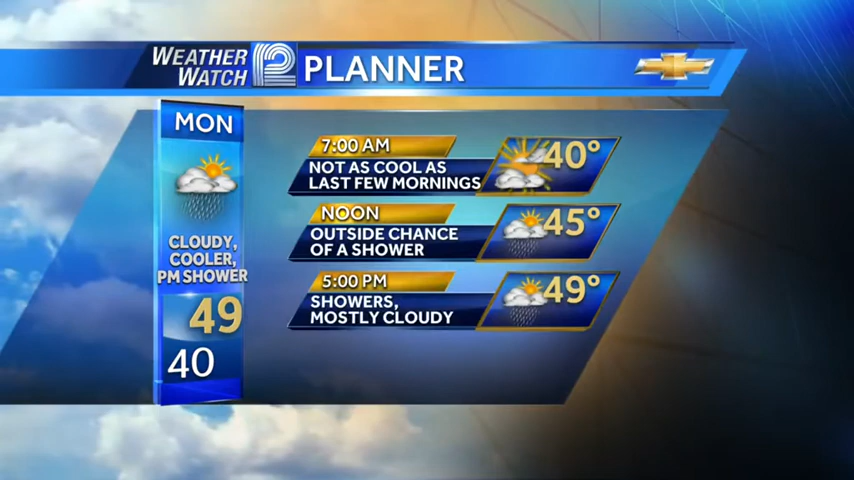 WEATHER
WATCH 12 PLANNER
MON
CLOUDY,
COOLER,
PM SHOWER
49
40
7:00 AM
NOT AS COOL AS
LAST FEW MORNINGS
40°
NOON
OUTSIDE CHANCE
OF A SHOWER
45°
5:00 PM
SHOWERS,
MOSTLY CLOUDY
49°